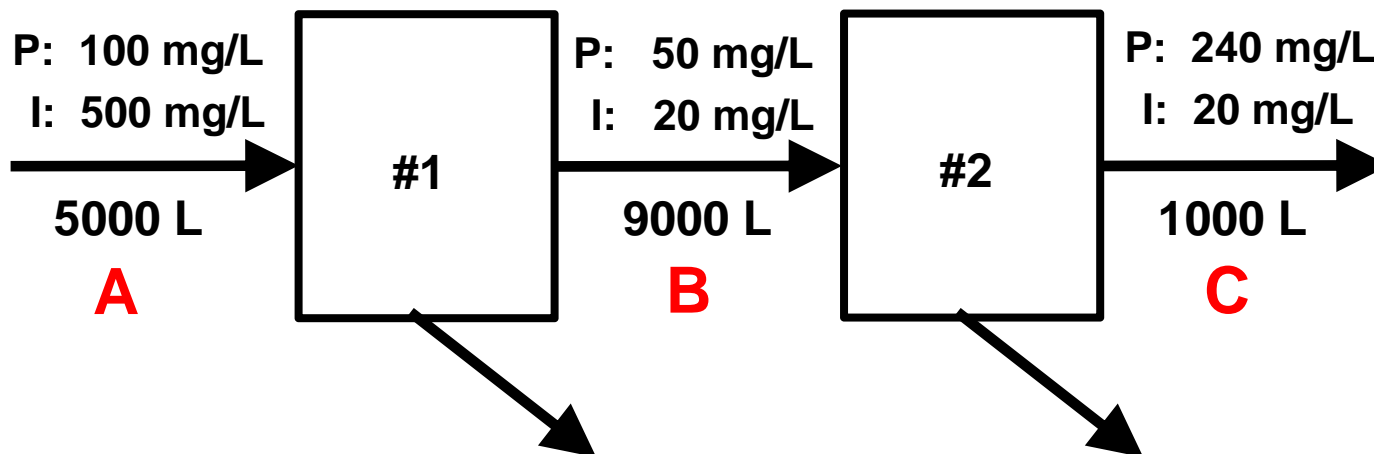 P: 100 mg/L
I: 500 mg/L
5000 L
A
#1
P: 50 mg/L
I: 20 mg/L
9000 L
B
#2
P: 240 mg/L
I: 20 mg/L
1000 L
C